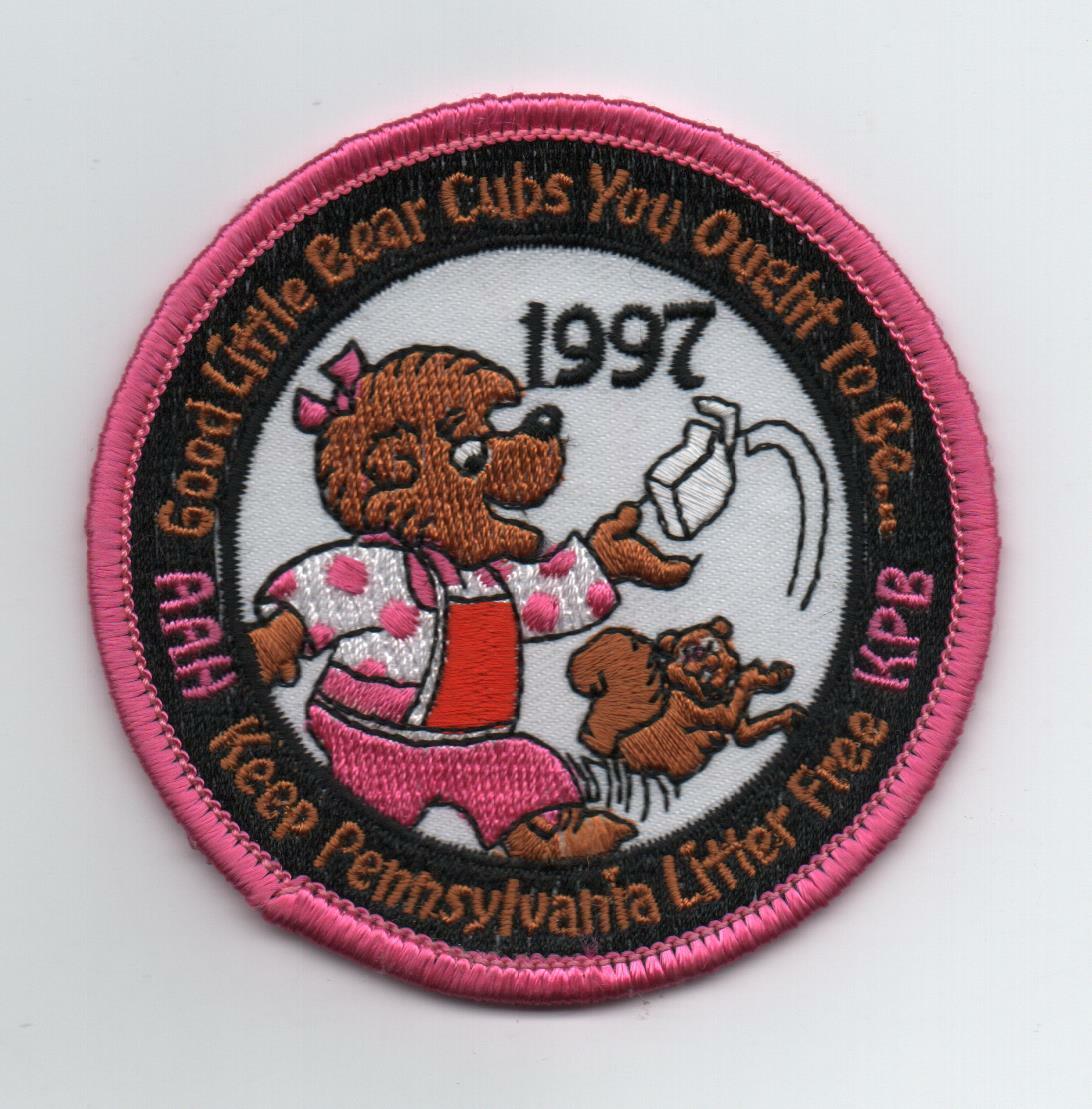 Good Little Bear Cubs You Ought To Be...
1997
AAH
KPB
Keep Pennsylvania Litter Free